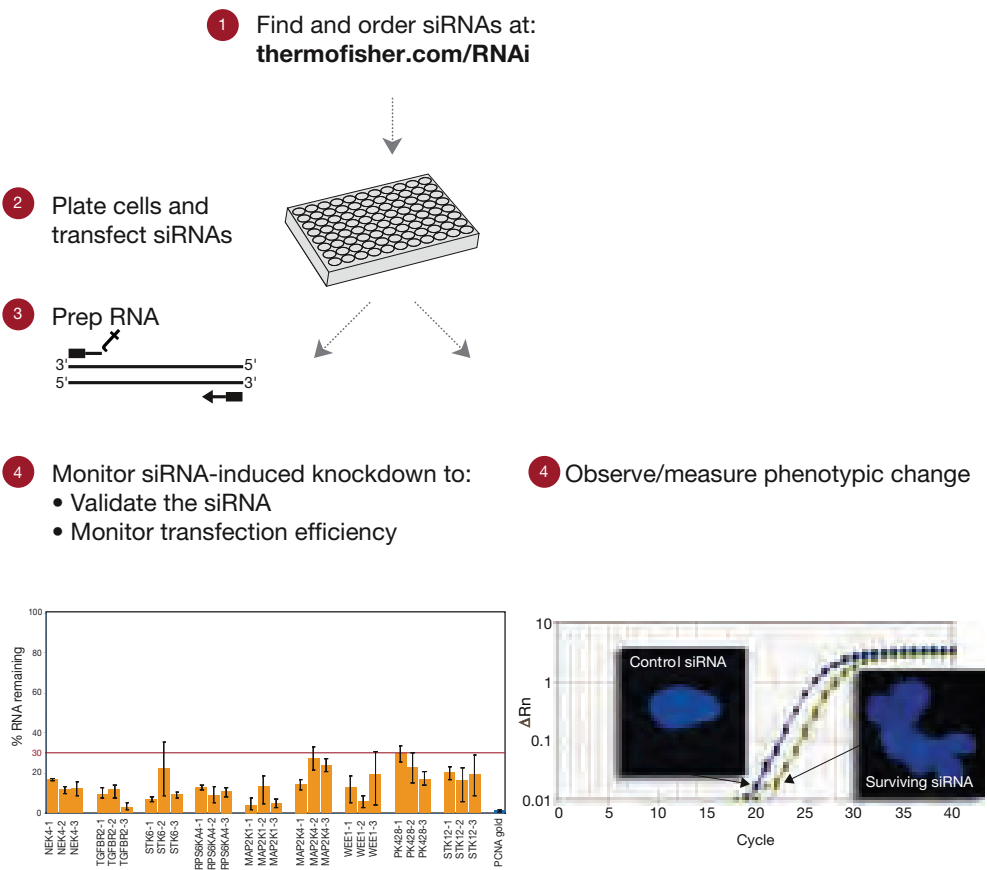 1 Find and order siRNAs at:
thermofisher.com/RNAi
2 Plate cells and
transfect siRNAs
3 Prep RNA
3' 5'
5' 3'
4 Monitor siRNA-induced knockdown to:
• Validate the siRNA
• Monitor transfection efficiency
4 Observe/measure phenotypic change
% RNA remaining
100
80
60
40
30
20
0
NEK4-1
NEK4-2
NEK4-3
TGFBR2-1
TGFBR2-2
TGFBR2-3
STK6-1
STK6-2
STK6-3
RPS6KA4-1
RPS6KA4-2
RPS6KA4-3
MAP2K1-1
MAP2K1-2
MAP2K1-3
MAP2K4-1
MAP2K4-2
MAP2K4-3
WEE1-1
WEE1-2
WEE1-3
PK428-1
PK428-2
PK428-3
STK12-1
STK12-2
STK12-3
PCNA gold
ΔRn
10
1
0.1
0.01
Control siRNA
Surviving siRNA
0 5 10 15 20 25 30 35 40
Cycle